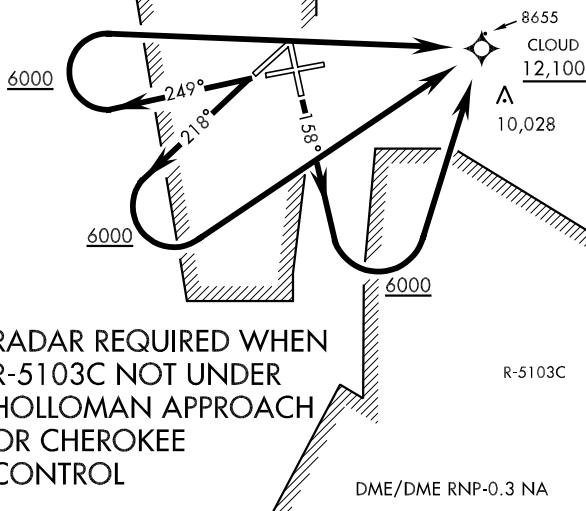 8655
CLOUD
12,100
6000
249°
10,028
218°
158°
6000
6000
RADAR REQUIRED WHEN
R-5103C NOT UNDER
HOLLOMAN APPROACH
OR CHEROKEE
CONTROL
R-5103C
DME/DME RNP-0.3 NA